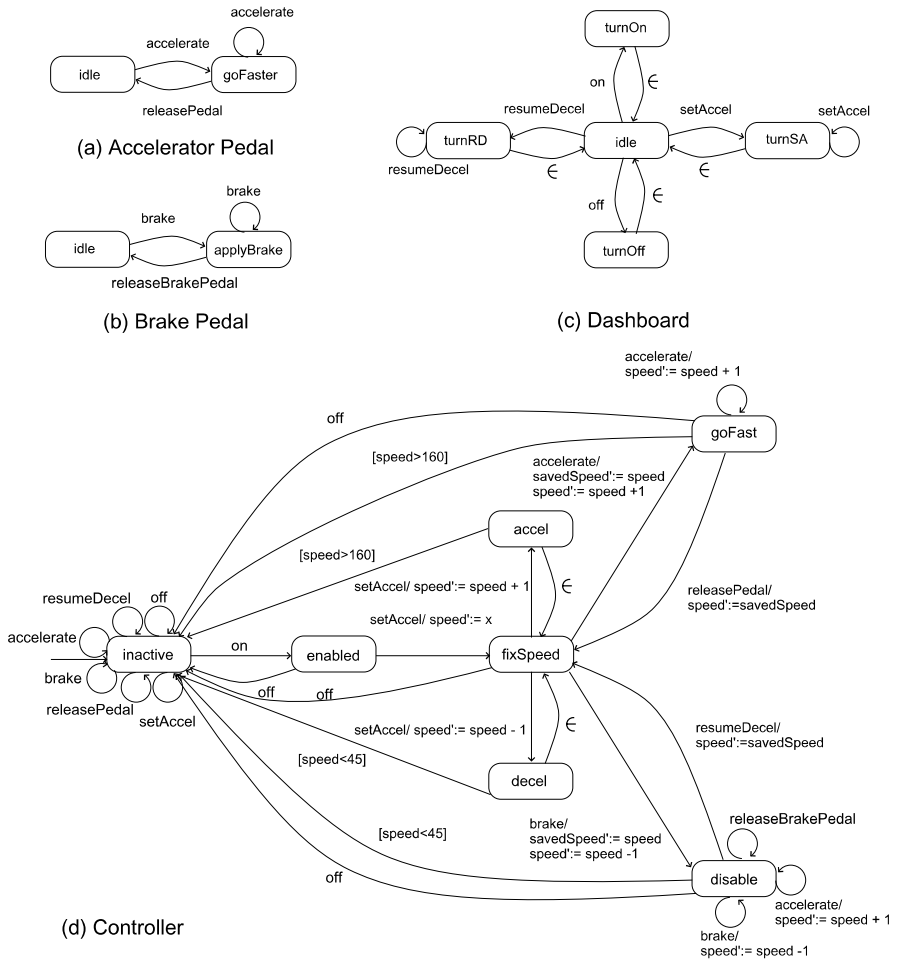 accelerate
accelerate
idle
goFaster
releasePedal
(a) Accelerator Pedal
brake
brake
idle
applyBrake
releaseBrakePedal
(b) Brake Pedal
turnOn
on
∈
resumeDecel
setAccel
setAccel
turnRD
idle
turnSA
resumeDecel
∈
∈
off
∈
turnOff
(c) Dashboard
accelerate/
speed':= speed + 1
off
goFast
[speed>160]
accelerate/
savedSpeed':= speed
speed':= speed +1
accel
[speed>160]
setAccel/ speed':= speed + 1
∈
releasePedal/
speed':=savedSpeed
resumeDecel
off
setAccel/ speed':= x
accelerate
on
inactive
enabled
fixSpeed
brake
off
off
releasePedal
setAccel
setAccel/ speed':= speed - 1
∈
resumeDecel/
speed':=savedSpeed
[speed<45]
decel
brake/
savedSpeed':= speed
speed':= speed -1
releaseBrakePedal
[speed<45]
off
disable
accelerate/
speed':= speed + 1
brake/
speed':= speed -1
(d) Controller